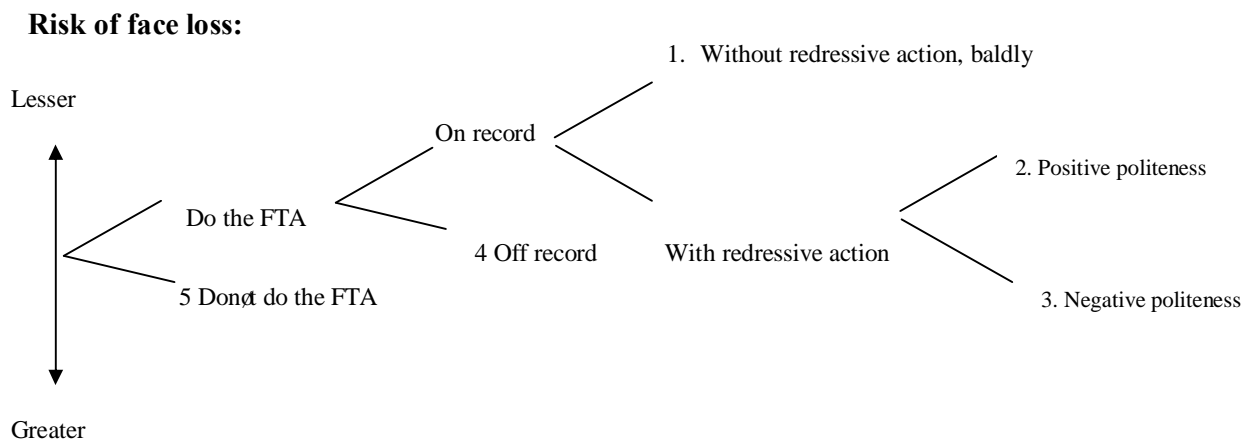 Risk of face loss:
1. Without redressive action, baldly
Lesser
On record
2. Positive politeness
Do the FTA
4 Off record
With redressive action
5 Donøt do the FTA
3. Negative politeness
Greater